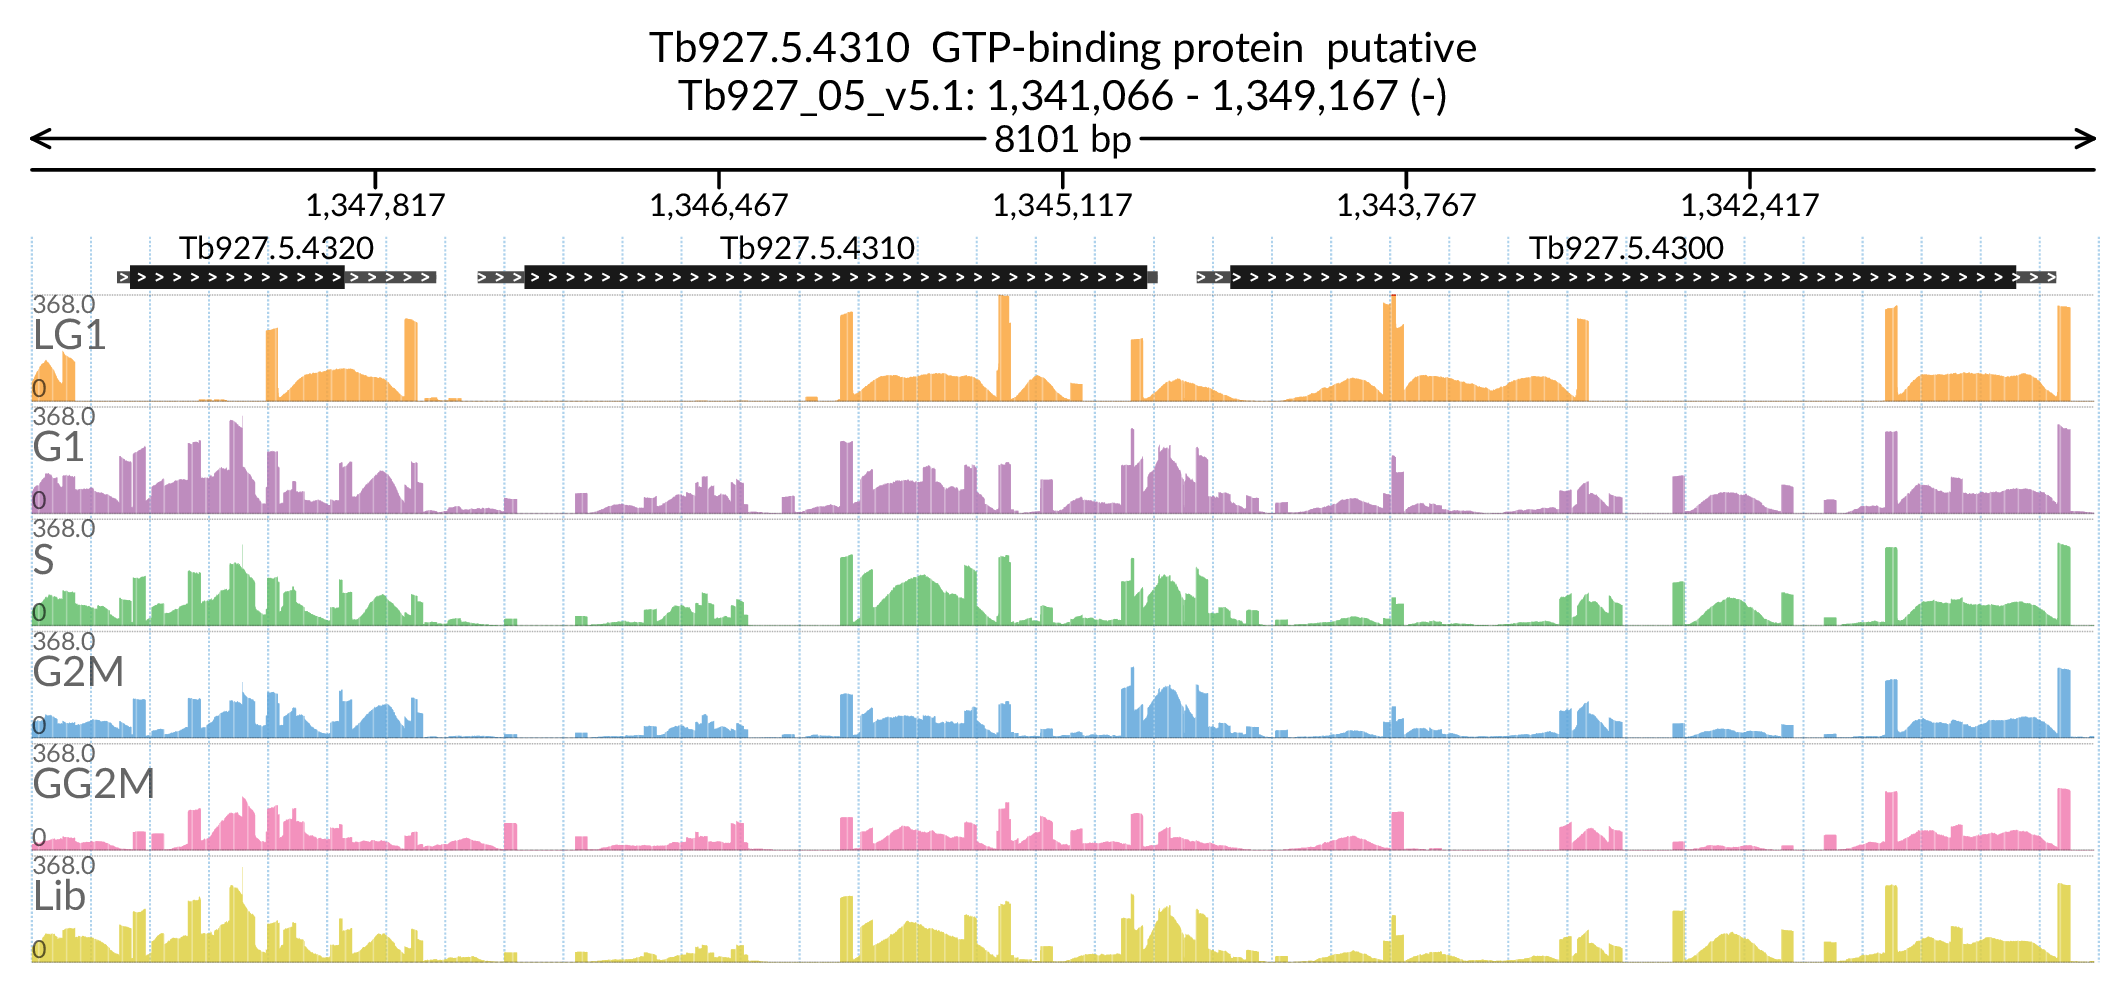 Tb927.5.4310  GTP-binding protein  putative
Tb927_05_v5.1: 1,341,066 - 1,349,167 (-)
8101 bp
1,347,817 1,346,467 1,345,117 1,343,767 1,342,417
Tb927.5.4320 Tb927.5.4310 Tb927.5.4300
368.0
LG1
0
368.0
G1
0
368.0
S
0
368.0
G2M
0
368.0
GG2M
0
368.0
Lib
0